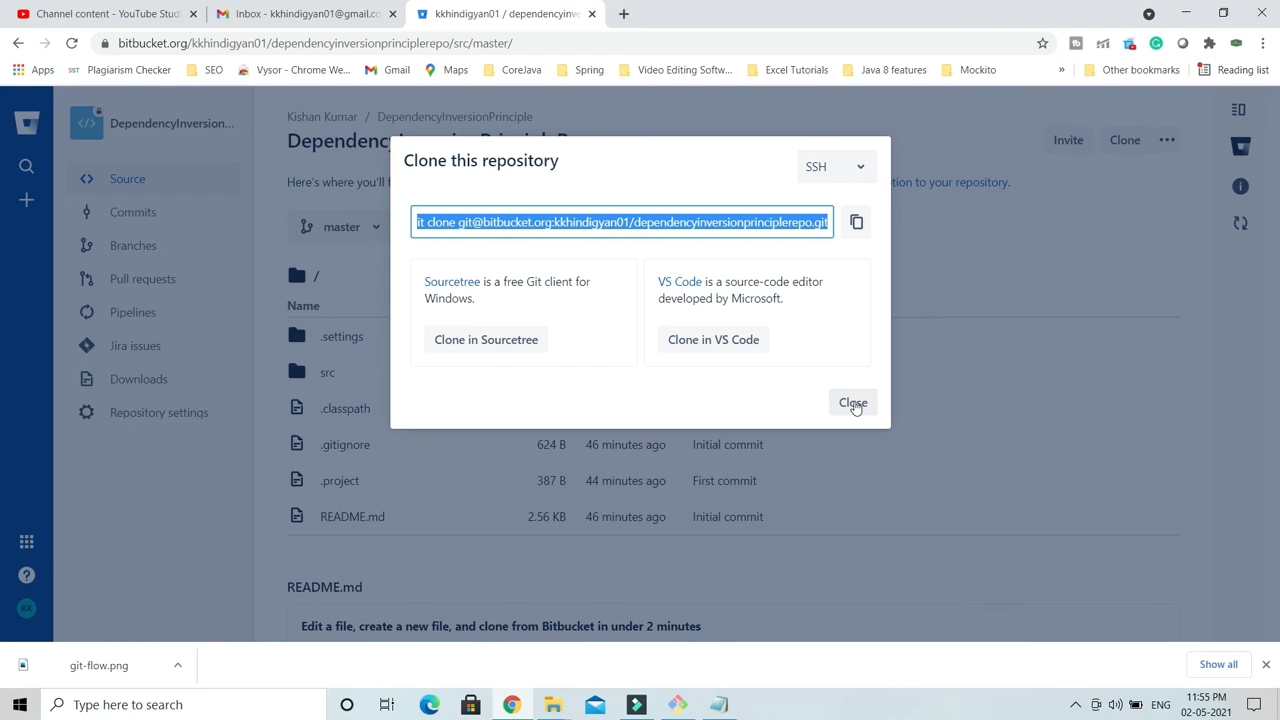 Channel content - YouTube Studi
Inbox - kkhindigyan01@gmail.co
kkhindigyan01 / dependencyinve
bitbucket.org/kkhindigyan01/dependencyinversionprinciplerepo/src/master/
Apps
SST
Plagiarism Checker
SEO
Vysor - Chrome We...
Gmail
Maps
CoreJava
Spring
Video Editing Softw...
Excel Tutorials
Java 8 features
Mockito
»
Other bookmarks
Reading list
DependencyInversion...
Source
Commits
Branches
Pull requests
Pipelines
Jira issues
Downloads
Repository settings
KK
Kishan Kumar / DependencyInversionPrinciple
Invite
Clone
Here's where you'll f
tion to your repository.
master
/
Name
.settings
src
.classpath
.gitignore 624 B 46 minutes ago Initial commit
.project 387 B 44 minutes ago First commit
README.md 2.56 KB 46 minutes ago Initial commit
README.md
Edit a file, create a new file, and clone from Bitbucket in under 2 minutes
Clone this repository
SSH
it clone git@bitbucket.org:kkhindigyan01/dependencyinversionprinciplerepo.git
Sourcetree is a free Git client for
Windows.
Clone in Sourcetree
VS Code is a source-code editor
developed by Microsoft.
Clone in VS Code
Close
git-flow.png
Show all
Type here to search
ENG
11:55 PM
02-05-2021